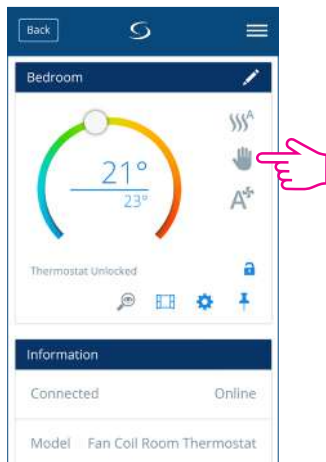 Back
Bedroom
A
21°
23°
A
Thermostat Unlocked
Information
Connected Online
Model Fan Coil Room Thermostat